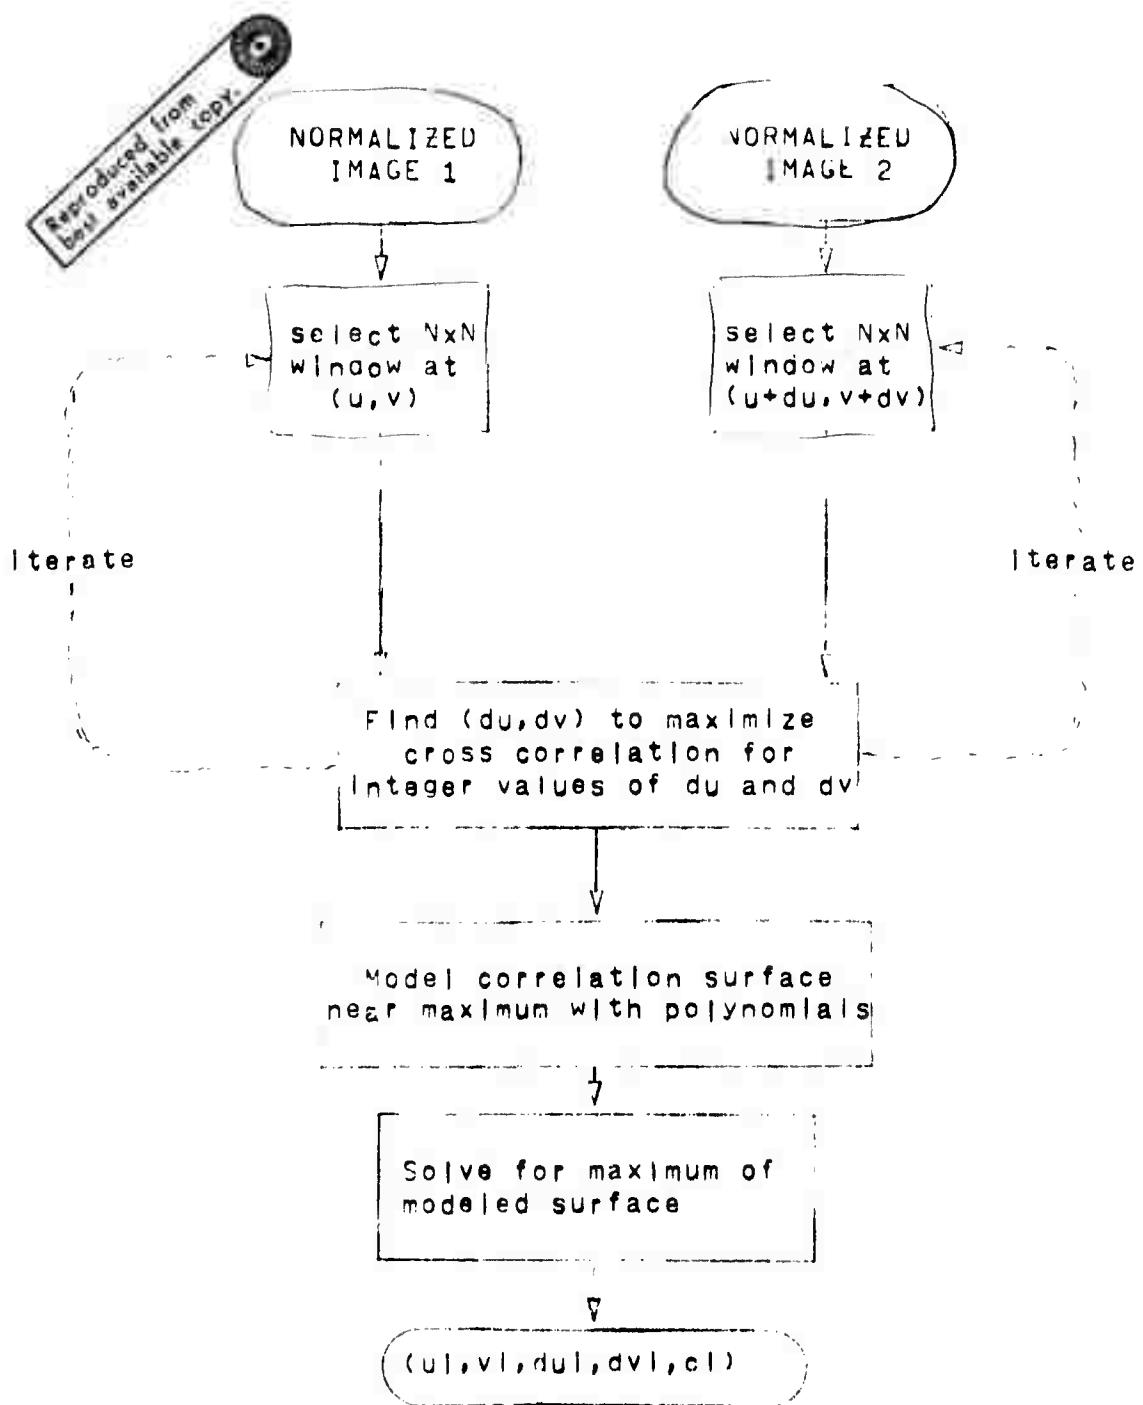 Reproduced from
best available copy.
NORMALIZED
IMAGE 1
NORMALIZED
IMAGE 2
select NxN
window at
(u,v)
select NxN
window at
(u+du,v+dv)
Iterate
Iterate
Find (du,dv) to maximize
cross correlation for
integer values of du and dv
Model correlation surface
near maximum with polynomials
Solve for maximum of
modeled surface
(ui,vi,dui,dvi,ci)